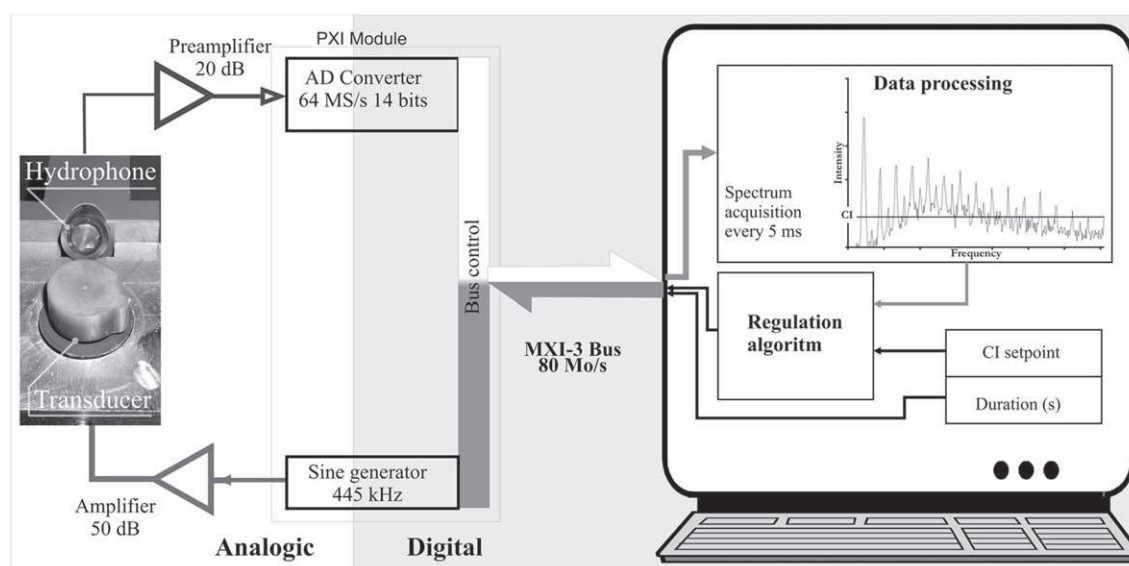 PXI Module
Preamplifier
20 dB
AD Converter
64 MS/s 14 bits
Hydrophone
Transducer
Amplifier
50 dB
Sine generator
445 kHz
Analogic
Digital
Bus control
MXI-3 Bus
80 Mo/s
Data processing
Spectrum
acquisition
every 5 ms
Intensity
CI
Frequency
Regulation
algoritm
CI setpoint
Duration (s)